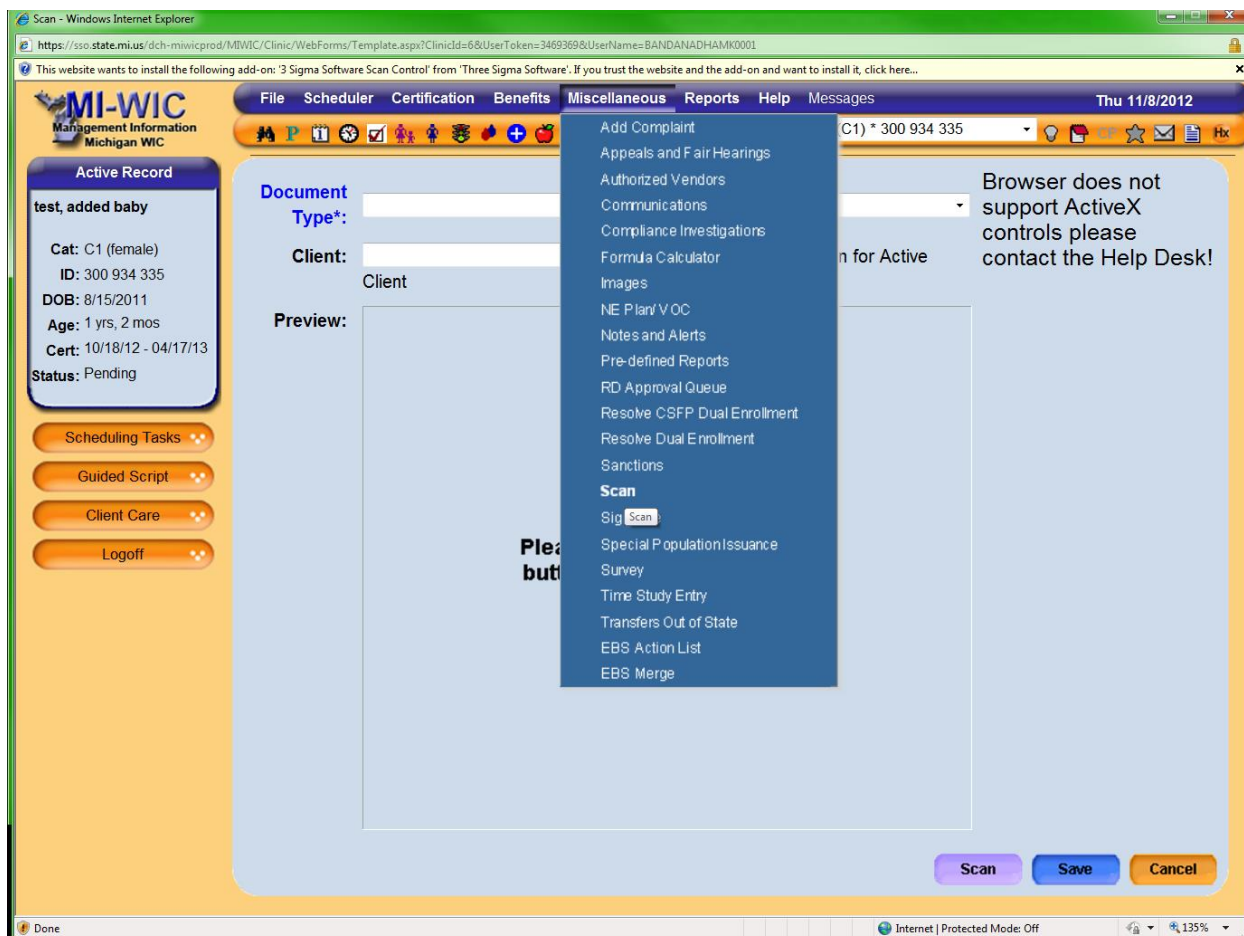 Scan - Windows Internet Explorer
https://sso.state.mi.us/dch-miwicprod/MIWIC/Clinic/WebForms/Template.aspx?ClinicId=6&UserToken=3469369&UserName=BANDANADHAMK0001
This website wants to install the following add-on: '3 Sigma Software Scan Control' from 'Three Sigma Software'. If you trust the website and the add-on and want to install it, click here...
MI-WIC
Management Information
Michigan WIC
File Scheduler Certification Benefits Miscellaneous Reports Help Messages
Thu 11/8/2012
C1) * 300 934 335
Hx
Active Record
test, added baby
Cat: C1 (female)
ID: 300 934 335
DOB: 8/15/2011
Age: 1 yrs, 2 mos
Cert: 10/18/12 - 04/17/13
Status: Pending
Scheduling Tasks
Guided Script
Client Care
Logoff
Document
Type*:
Client:
for Active
Client
Preview:
Add Complaint
Appeals and Fair Hearings
Authorized Vendors
Communications
Compliance Investigations
Formula Calculator
Images
NE Plan/ VOC
Notes and Alerts
Pre-defined Reports
RD Approval Queue
Resolve CSFP Dual Enrollment
Resolve Dual Enrollment
Sanctions
Scan
Sig
Scan
Special Population Issuance
Survey
Time Study Entry
Transfers Out of State
EBS Action List
EBS Merge
Browser does not
support ActiveX
controls please
contact the Help Desk!
Scan
Save
Cancel
Done
Internet | Protected Mode: Off
135%